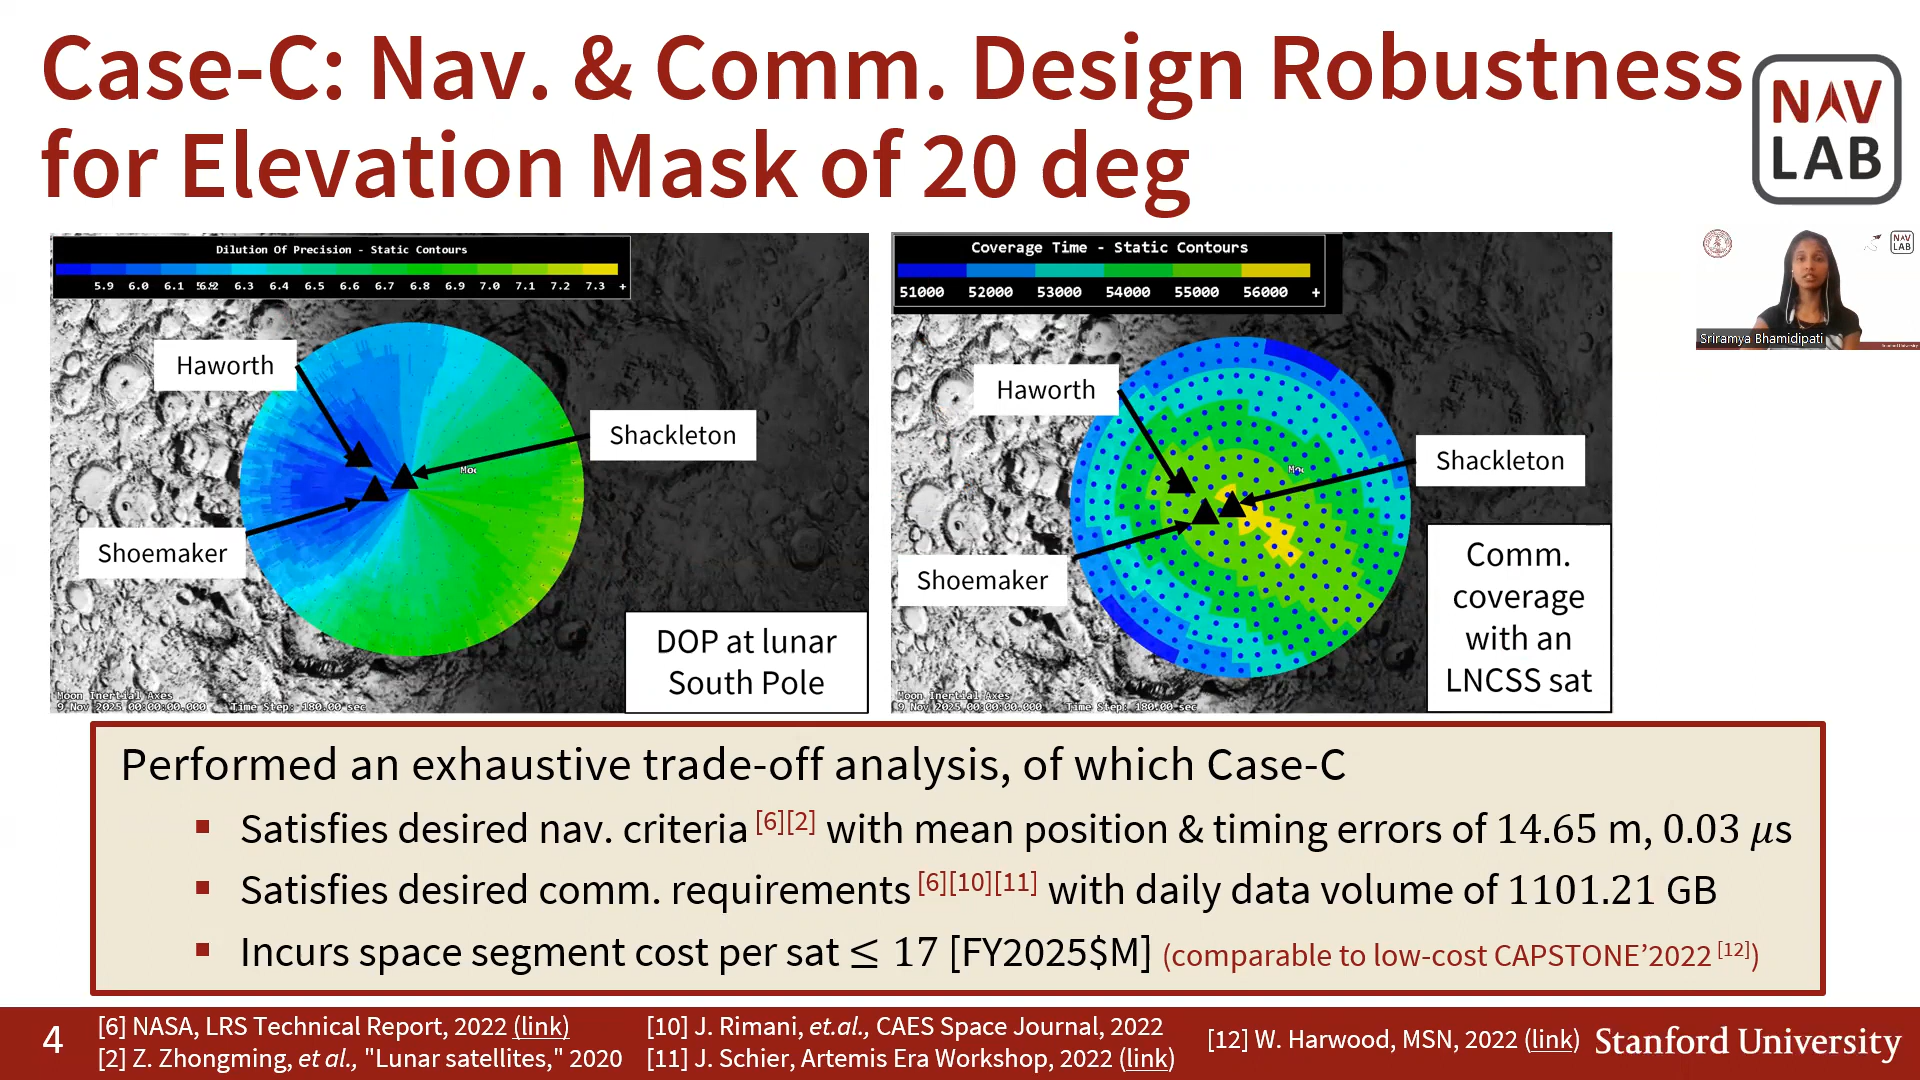 Case-C: Nav. & Comm. Design Robustness
for Elevation Mask of 20 deg
NAV
LAB
Dilution Of Precision - Static Contours
5.9 6.0 6.1 6.2 6.3 6.4 6.5 6.6 6.7 6.8 6.9 7.0 7.1 7.2 7.3 +
Haworth
Shackleton
Shoemaker
DOP at lunar
South Pole
Moon Inertial Axes
9 Nov 2025 00:00:00.000 Time Step: 180.00 sec
Coverage Time - Static Contours
51000 52000 53000 54000 55000 56000 +
Haworth
Shackleton
Shoemaker
Comm.
coverage
with an
LNCSS sat
Moon Inertial Axes
9 Nov 2025 00:00:00.000 Time Step: 180.00 sec
NAV
LAB
Sriramya Bhamidipati
Performed an exhaustive trade-off analysis, of which Case-C
▪ Satisfies desired nav. criteria [6][2] with mean position & timing errors of 14.65 m, 0.03 μs
▪ Satisfies desired comm. requirements [6][10][11] with daily data volume of 1101.21 GB
▪ Incurs space segment cost per sat ≤ 17 [FY2025$M] (comparable to low-cost CAPSTONE’2022 [12])
4
[6] NASA, LRS Technical Report, 2022 (link)
[2] Z. Zhongming, et al., "Lunar satellites," 2020
[10] J. Rimani, et.al., CAES Space Journal, 2022
[11] J. Schier, Artemis Era Workshop, 2022 (link)
[12] W. Harwood, MSN, 2022 (link)
Stanford University